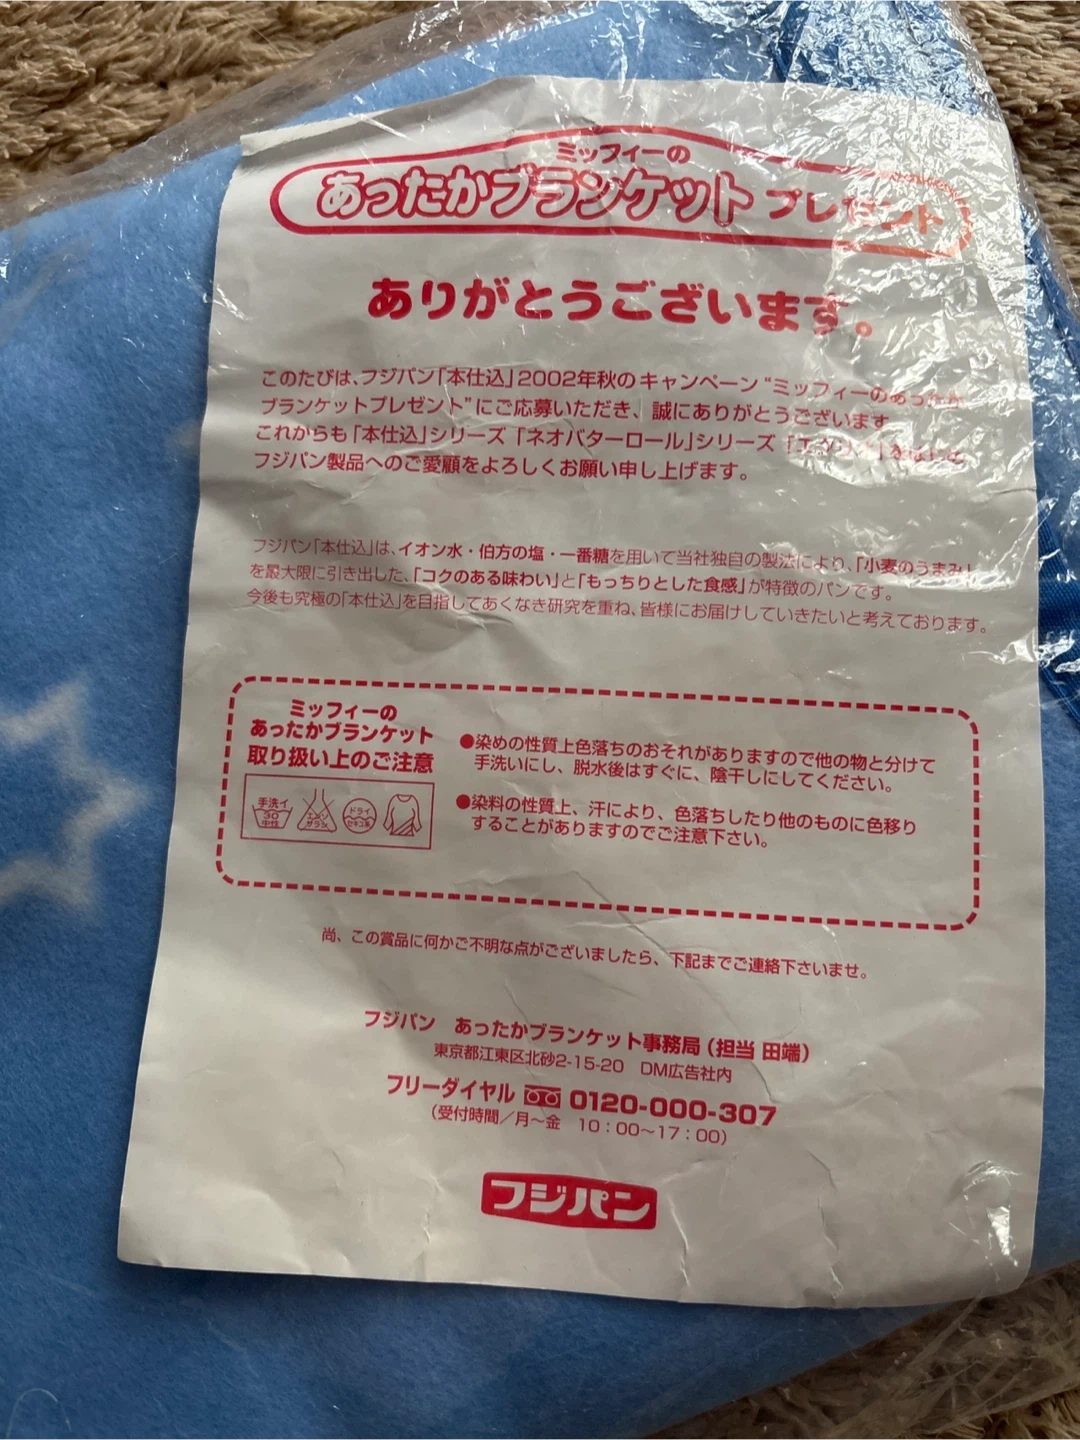 ミッフィーの
あったかブランケット プレゼント
ありがとうございます。
このたびは、フジパン「本仕込」2002年秋のキャンペーン“ミッフィーのあったか
ブランケットプレゼント”にご応募いただき、誠にありがとうございます
これからも「本仕込」シリーズ「ネオバターロール」シリーズ
フジパン製品へのご愛顧をよろしくお願い申し上げます。
フジパン「本仕込」は、イオン水・伯方の塩・一番糖を用いて当社独自の製法により、「小麦のうまみ」
を最大限に引き出した、「コクのある味わい」と「もっちりとした食感」が特徴のパンです。
今後も究極の「本仕込」を目指してあくなき研究を重ね、皆様にお届けしていきたいと考えております。
ミッフィーの
あったかブランケット
取り扱い上のご注意
手洗イ
30
中性
エンソ
サラシ
ドライ
セキユ系
●染めの性質上色落ちのおそれがありますので他の物と分けて
手洗いにし、脱水後はすぐに、陰干しにしてください。
●染料の性質上、汗により、色落ちしたり他のものに色移り
することがありますのでご注意下さい。
尚、この賞品に何かご不明な点がございましたら、下記までご連絡下さいませ。
フジパン あったかブランケット事務局(担当 田端)
東京都江東区北砂2-15-20 DM広告社内
フリーダイヤル 0120-000-307
(受付時間/月〜金 10:00〜17:00)
フジパン